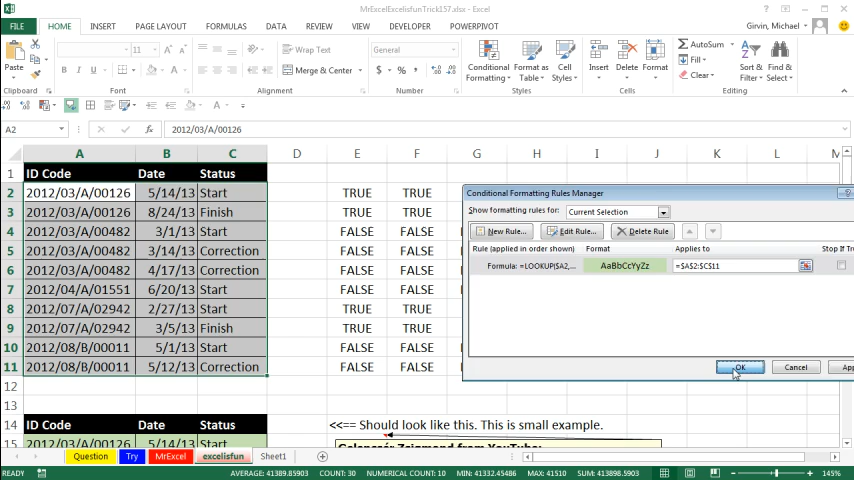 MrExcelExcelisfunTrick157.xlsx - Excel
FILE HOME INSERT PAGE LAYOUT FORMULAS DATA REVIEW VIEW DEVELOPER POWERPIVOT Girvin, Michael
Paste Wrap Text General Conditional Formatting Format as Table Cell Styles Insert Delete Format AutoSum Fill Clear Sort & Filter Find & Select
B I U A Merge & Center $ % ,
Clipboard Font Alignment Number Styles Cells Editing
A2 fx 2012/03/A/00126
A B C D E F G H I J K L M
1 ID Code Date Status
2 2012/03/A/00126 5/14/13 Start TRUE TRUE
3 2012/03/A/00126 8/24/13 Finish TRUE TRUE
4 2012/03/A/00482 3/1/13 Start FALSE FALSE
5 2012/03/A/00482 3/14/13 Correction FALSE FALSE
6 2012/03/A/00482 4/17/13 Correction FALSE FALSE
7 2012/04/A/01551 6/20/13 Start FALSE FALSE
8 2012/07/A/02942 2/27/13 Start TRUE TRUE
9 2012/07/A/02942 3/5/13 Finish TRUE TRUE
10 2012/08/B/00011 5/1/13 Start FALSE FALSE
11 2012/08/B/00011 5/12/13 Correction FALSE FALSE
12
13
14 ID Code Date Status <<== Should look like this. This is small example.
15 2012/03/A/00126 5/14/13 Start
Conditional Formatting Rules Manager ?
Show formatting rules for: Current Selection
New Rule... Edit Rule... Delete Rule
Rule (applied in order shown) Format Applies to Stop If Tr
Formula: =LOOKUP($A2,... AaBbCcYyZz =$A$2:$C$11
OK Cancel App
Question Try MrExcel excelisfun Sheet1
READY AVERAGE: 41389.85903 COUNT: 30 NUMERICAL COUNT: 10 MIN: 41332.45486 MAX: 41510 SUM: 413898.5903 145%